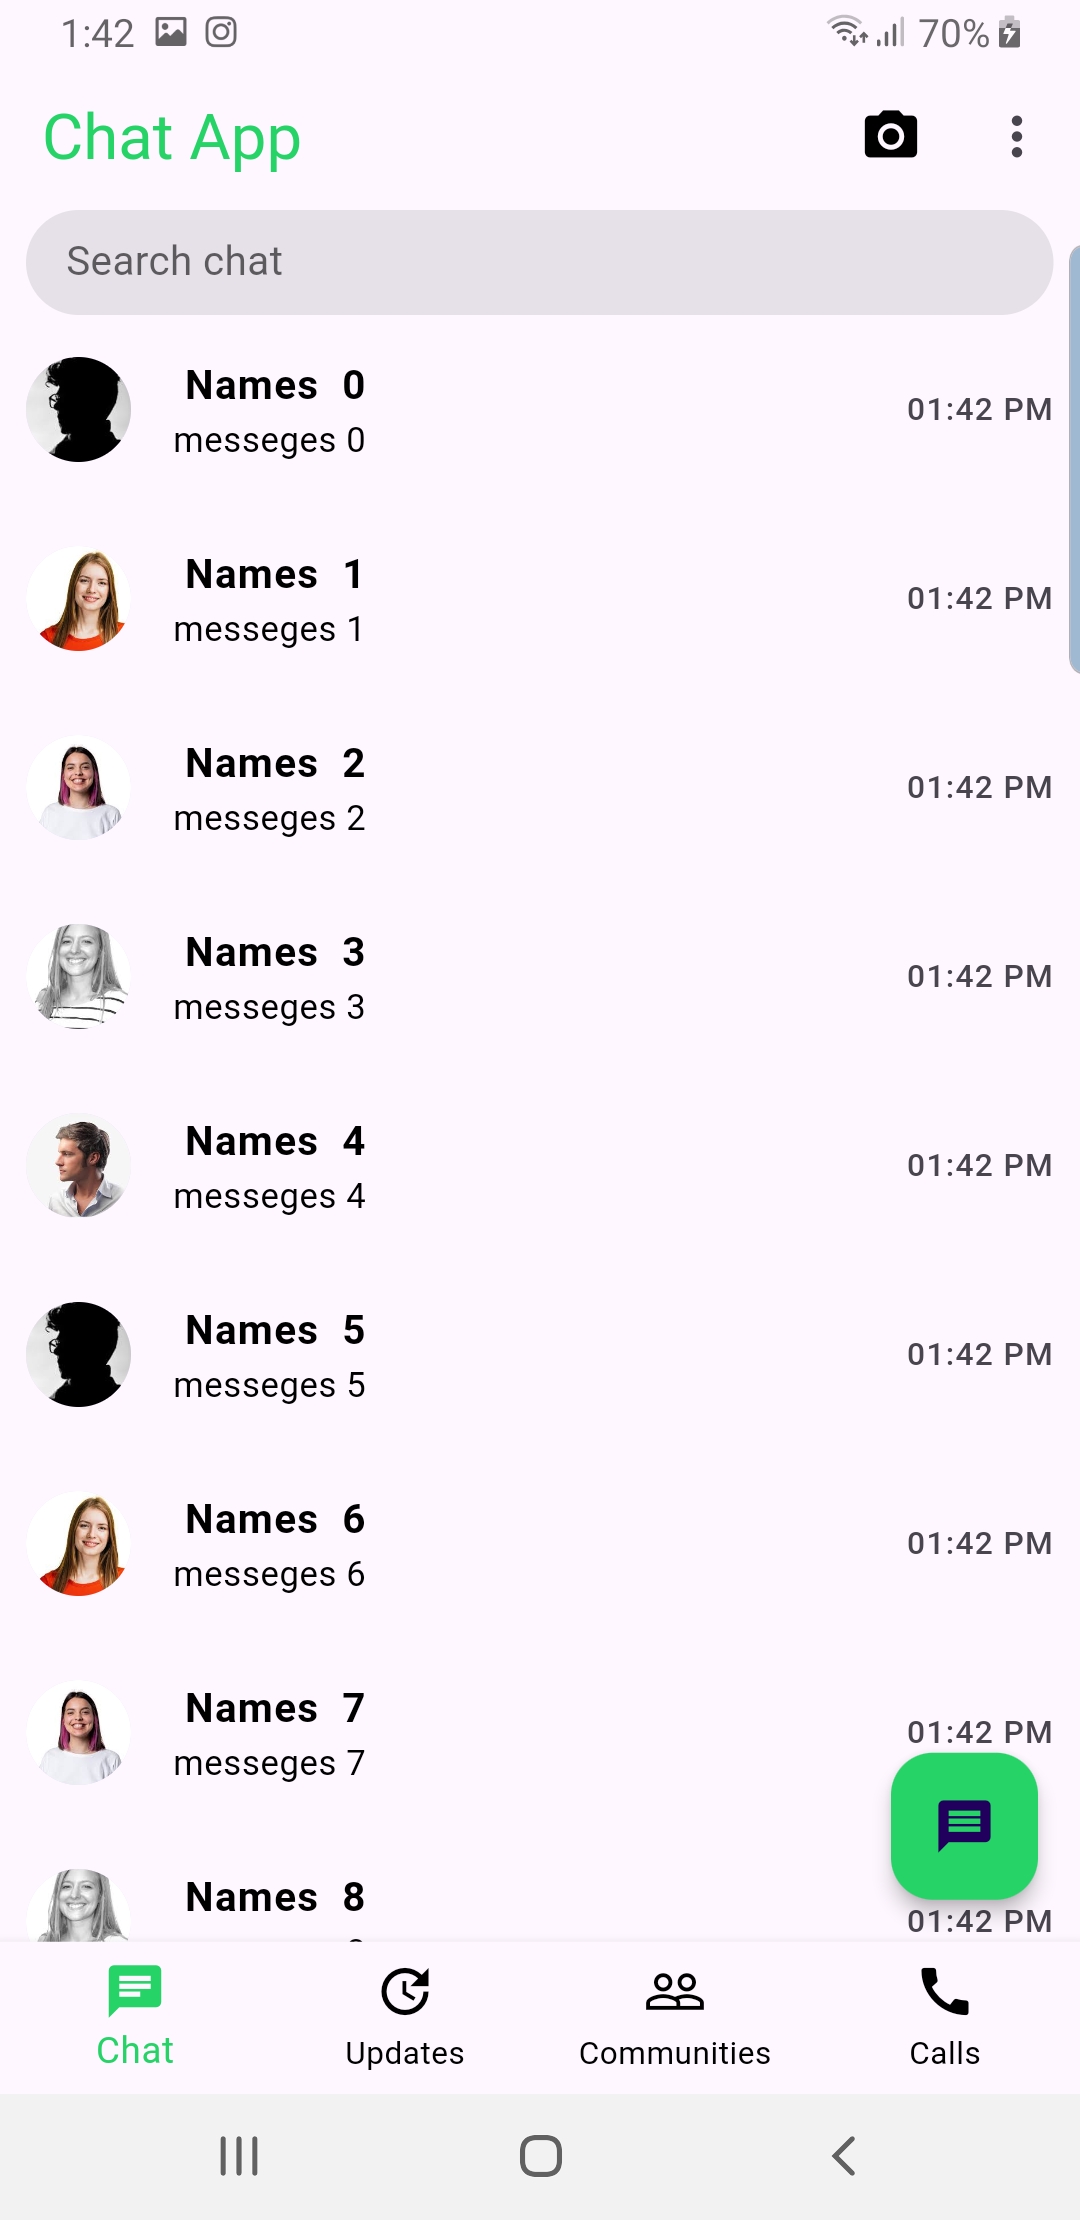 1:42 70%
Chat App
Search chat
Names 0
messeges 0
01:42 PM
Names 1
messeges 1
01:42 PM
Names 2
messeges 2
01:42 PM
Names 3
messeges 3
01:42 PM
Names 4
messeges 4
01:42 PM
Names 5
messeges 5
01:42 PM
Names 6
messeges 6
01:42 PM
Names 7
messeges 7
01:42 PM
Names 8
01:42 PM
Chat Updates Communities Calls